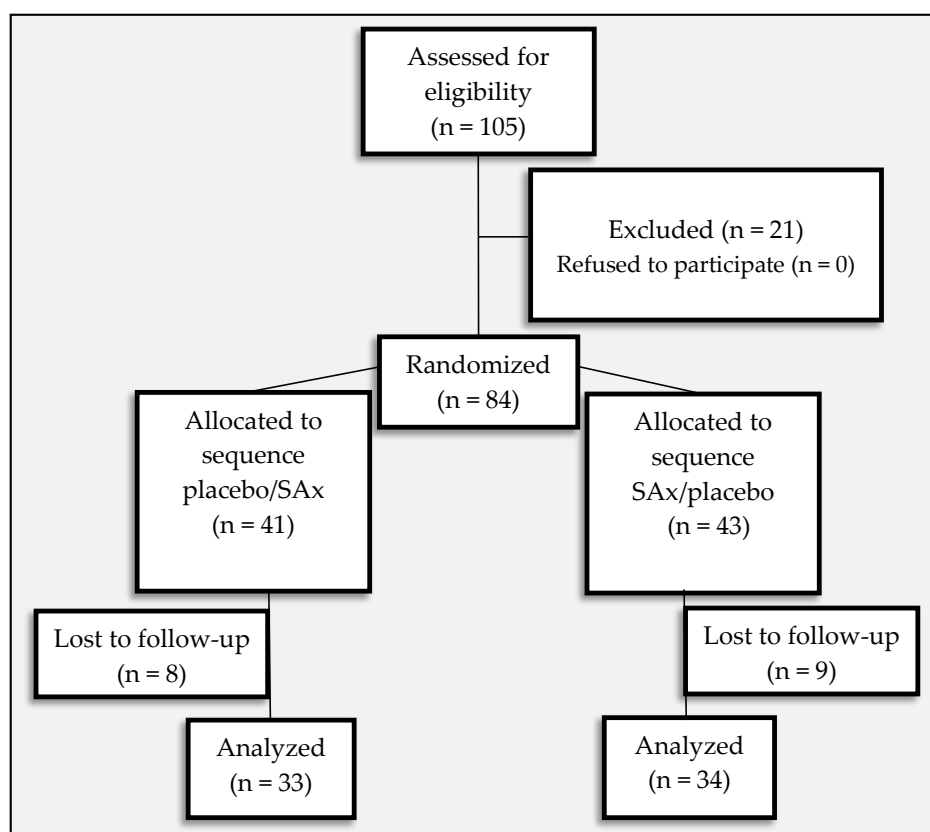 Assessed for
eligibility
(n = 105)
Excluded (n = 21)
Refused to participate (n = 0)
Randomized
(n = 84)
Allocated to
sequence
placebo/SAx
(n = 41)
Allocated to
sequence
SAx/placebo
(n = 43)
Lost to follow-up
(n = 8)
Lost to follow-up
(n = 9)
Analyzed
(n = 33)
Analyzed
(n = 34)